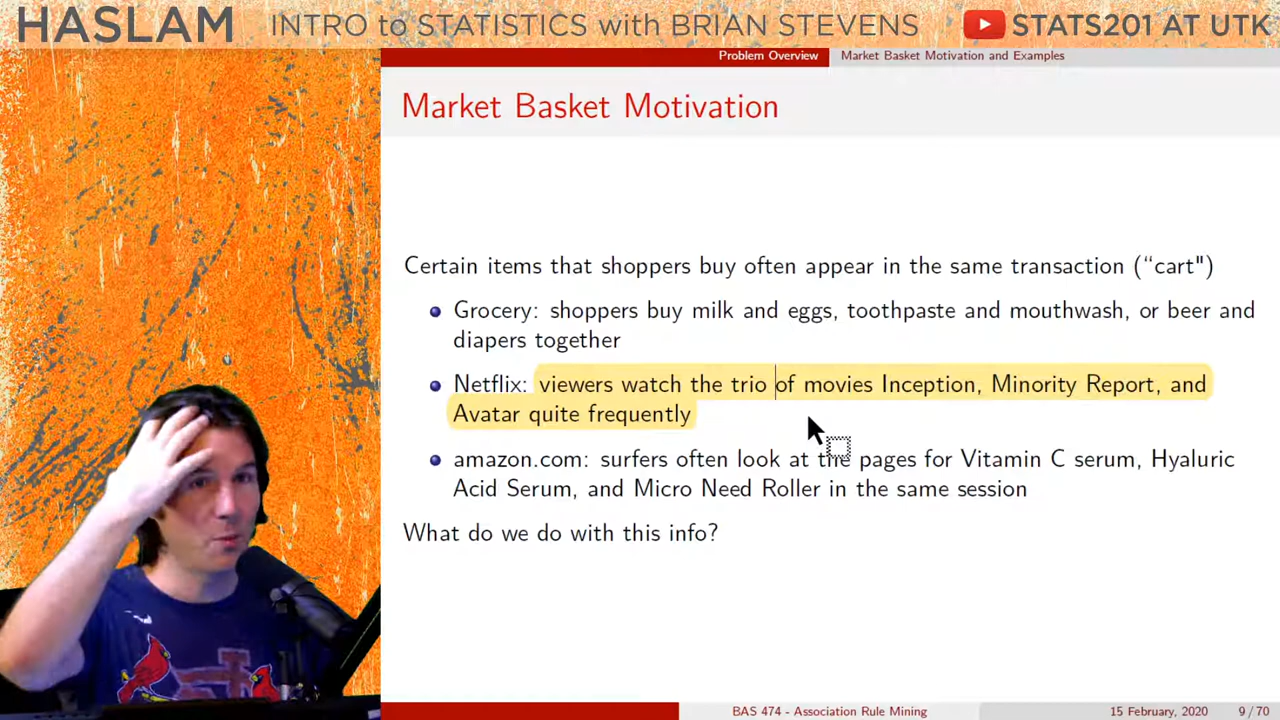 HASLAM INTRO to STATISTICS with BRIAN STEVENS STATS201 AT UTK
Problem Overview Market Basket Motivation and Examples
Market Basket Motivation
Certain items that shoppers buy often appear in the same transaction (“cart")
Grocery: shoppers buy milk and eggs, toothpaste and mouthwash, or beer and
diapers together
Netflix: viewers watch the trio of movies Inception, Minority Report, and
Avatar quite frequently
amazon.com: surfers often look at the pages for Vitamin C serum, Hyaluric
Acid Serum, and Micro Need Roller in the same session
What do we do with this info?
BAS 474 - Association Rule Mining 15 February, 2020 9 / 70